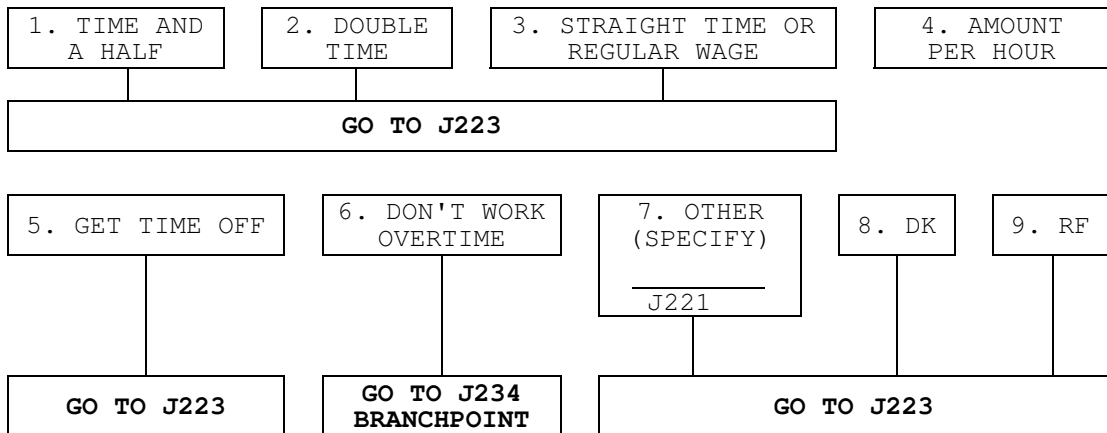 1. TIME AND
A HALF
2. DOUBLE
TIME
3. STRAIGHT TIME OR
REGULAR WAGE
4. AMOUNT
PER HOUR
GO TO J223
5. GET TIME OFF
6. DON'T WORK
OVERTIME
7. OTHER
(SPECIFY)
J221
8. DK
9. RF
GO TO J223
GO TO J234
BRANCHPOINT
GO TO J223